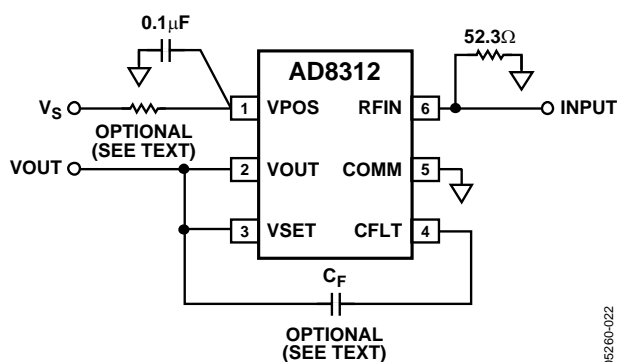 0.1µF
52.3Ω
AD8312
VS
1
VPOS
RFIN
6
INPUT
OPTIONAL
(SEE TEXT)
VOUT
2
VOUT
COMM
5
3
VSET
CFLT
4
CF
OPTIONAL
(SEE TEXT)
05260-022